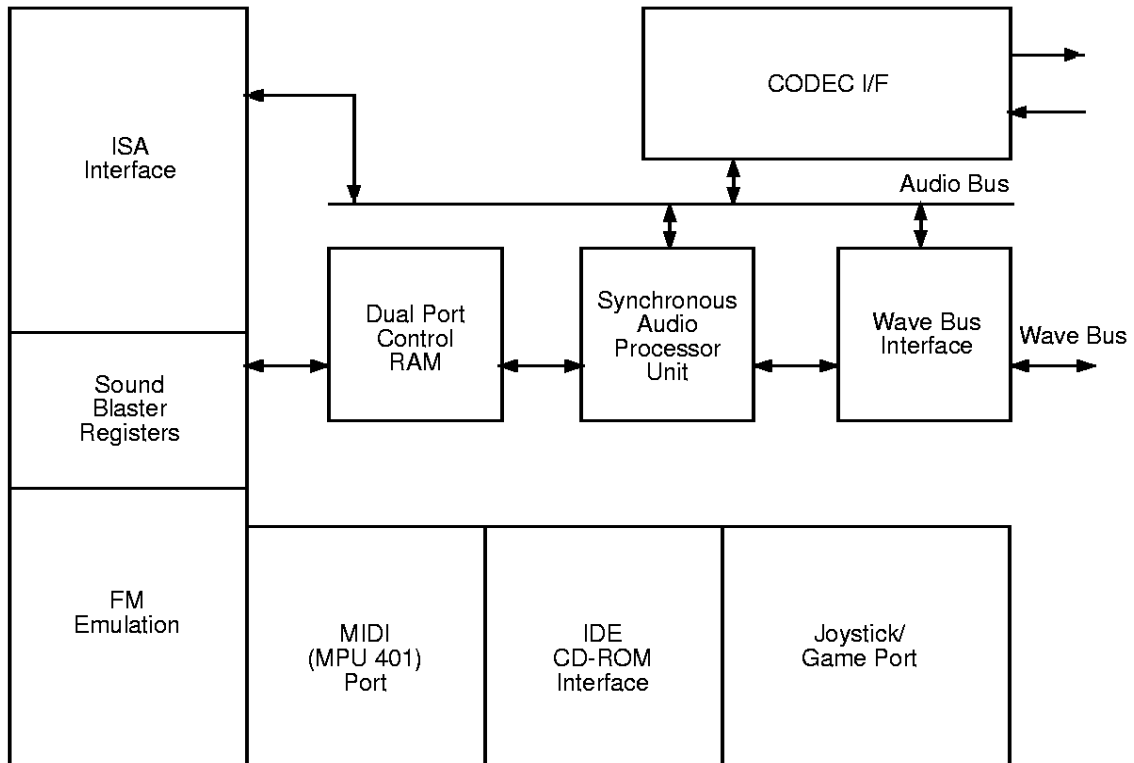 CODEC I/F
ISA
Interface
Audio Bus
Dual Port
Control
RAM
Synchronous
Audio
Processor
Unit
Wave Bus
Interface
Wave Bus
Sound
Blaster
Registers
FM
Emulation
MIDI
(MPU 401)
Port
IDE
CD-ROM
Interface
Joystick/
Game Port